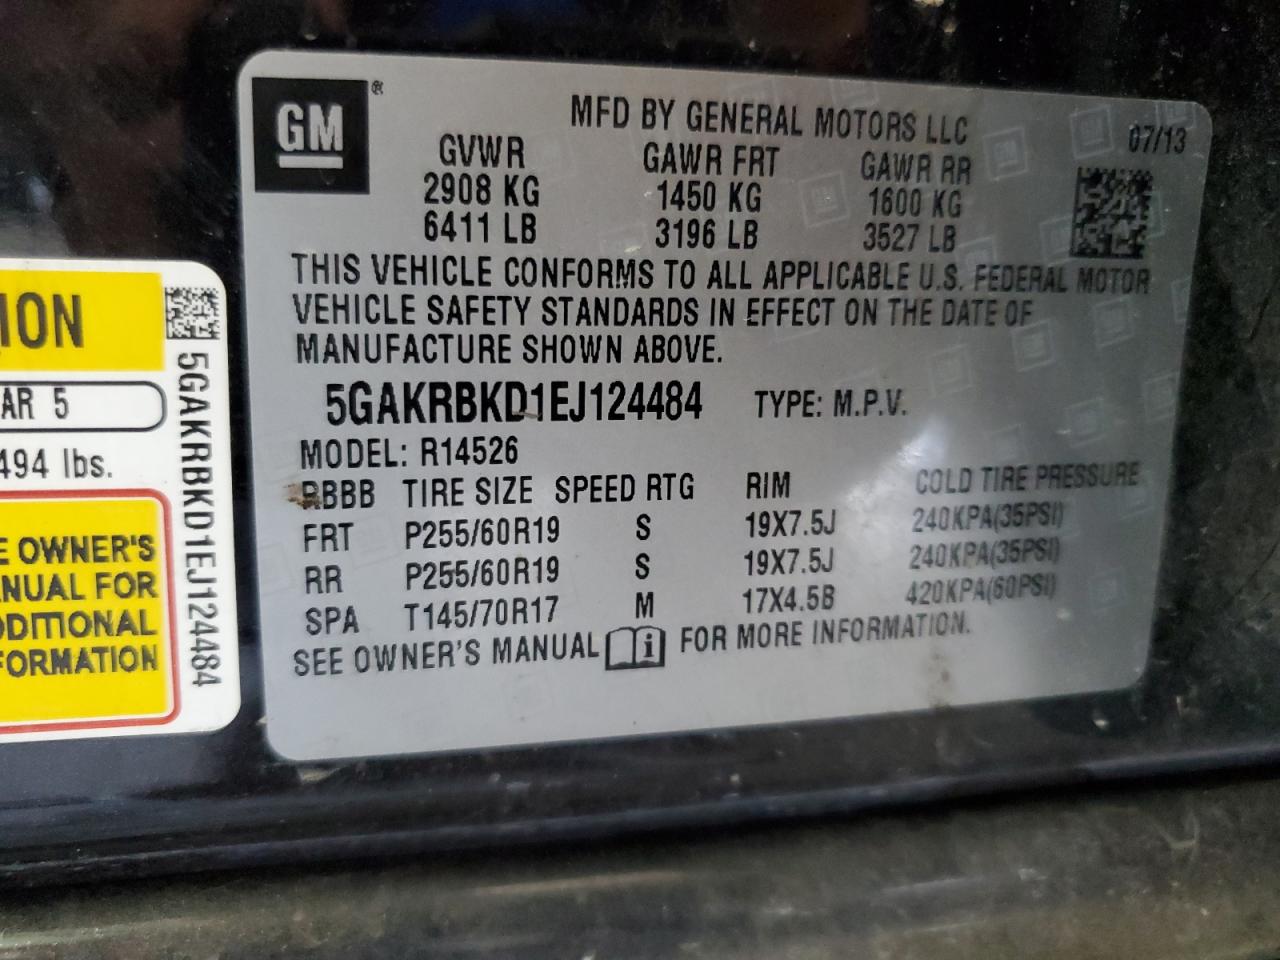 GM ®
MFD BY GENERAL MOTORS LLC
07/13
GVWR GAWR FRT GAWR RR
2908 KG 1450 KG 1600 KG
6411 LB 3196 LB 3527 LB
THIS VEHICLE CONFORMS TO ALL APPLICABLE U.S. FEDERAL MOTOR
VEHICLE SAFETY STANDARDS IN EFFECT ON THE DATE OF
MANUFACTURE SHOWN ABOVE.
5GAKRBKD1EJ124484 TYPE: M.P.V.
MODEL: R14526
RBBB TIRE SIZE SPEED RTG RIM COLD TIRE PRESSURE
FRT P255/60R19 S 19X7.5J 240KPA(35PSI)
RR P255/60R19 S 19X7.5J 240KPA(35PSI)
SPA T145/70R17 M 17X4.5B 420KPA(60PSI)
SEE OWNER'S MANUAL i FOR MORE INFORMATION.
ION
AR 5
494 lbs.
E OWNER'S
NUAL FOR
DDITIONAL
FORMATION
5GAKRBKD1EJ124484